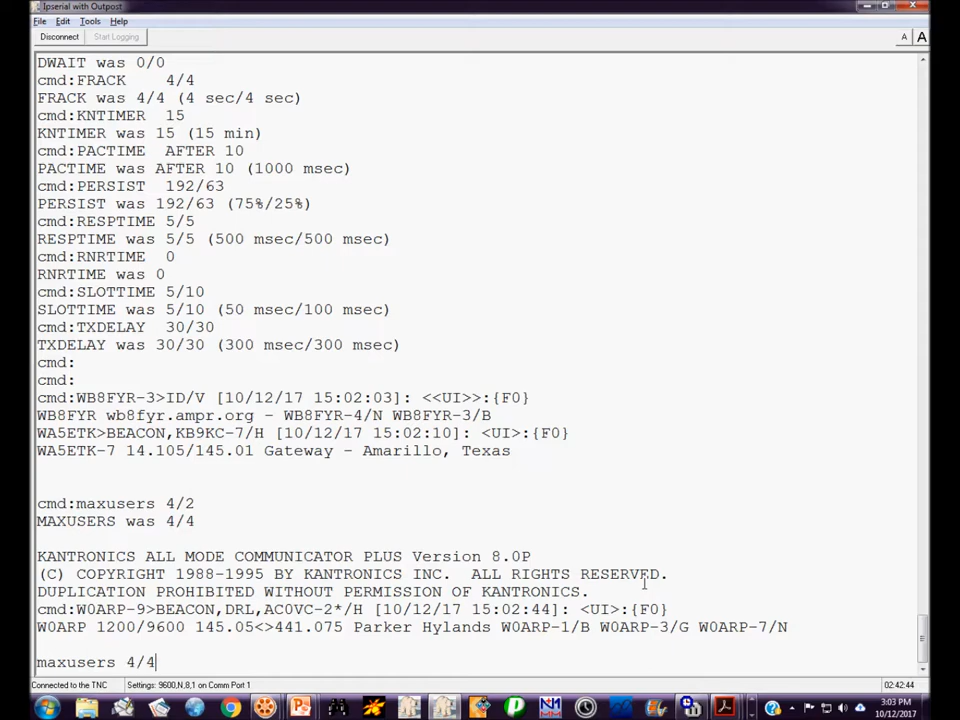 Ipserial with Outpost
File Edit Tools Help
Disconnect Start Logging A A
DWAIT was 0/0
cmd:FRACK 4/4
FRACK was 4/4 (4 sec/4 sec)
cmd:KNTIMER 15
KNTIMER was 15 (15 min)
cmd:PACTIME AFTER 10
PACTIME was AFTER 10 (1000 msec)
cmd:PERSIST 192/63
PERSIST was 192/63 (75%/25%)
cmd:RESPTIME 5/5
RESPTIME was 5/5 (500 msec/500 msec)
cmd:RNRTIME 0
RNRTIME was 0
cmd:SLOTTIME 5/10
SLOTTIME was 5/10 (50 msec/100 msec)
cmd:TXDELAY 30/30
TXDELAY was 30/30 (300 msec/300 msec)
cmd:
cmd:
cmd:WB8FYR-3>ID/V [10/12/17 15:02:03]: <<UI>>:{F0}
WB8FYR wb8fyr.ampr.org - WB8FYR-4/N WB8FYR-3/B
WA5ETK>BEACON,KB9KC-7/H [10/12/17 15:02:10]: <UI>:{F0}
WA5ETK-7 14.105/145.01 Gateway - Amarillo, Texas
cmd:maxusers 4/2
MAXUSERS was 4/4
KANTRONICS ALL MODE COMMUNICATOR PLUS Version 8.0P
(C) COPYRIGHT 1988-1995 BY KANTRONICS INC. ALL RIGHTS RESERVED.
DUPLICATION PROHIBITED WITHOUT PERMISSION OF KANTRONICS.
cmd:W0ARP-9>BEACON,DRL,AC0VC-2*/H [10/12/17 15:02:44]: <UI>:{F0}
W0ARP 1200/9600 145.05<>441.075 Parker Hylands W0ARP-1/B W0ARP-3/G W0ARP-7/N
maxusers 4/4
Connected to the TNC Settings: 9600,N,8,1 on Comm Port 1 02:42:44
3:03 PM
10/12/2017